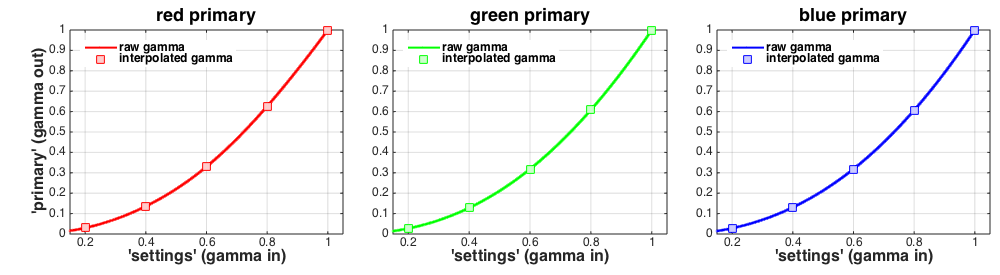 red primary
1
0.9
0.8
0.7
0.6
0.5
0.4
0.3
0.2
0.1
0
'primary' (gamma out)
raw gamma
interpolated gamma
0.2 0.4 0.6 0.8 1
'settings' (gamma in)
green primary
1
0.9
0.8
0.7
0.6
0.5
0.4
0.3
0.2
0.1
0
raw gamma
interpolated gamma
0.2 0.4 0.6 0.8 1
'settings' (gamma in)
blue primary
1
0.9
0.8
0.7
0.6
0.5
0.4
0.3
0.2
0.1
0
raw gamma
interpolated gamma
0.2 0.4 0.6 0.8 1
'settings' (gamma in)